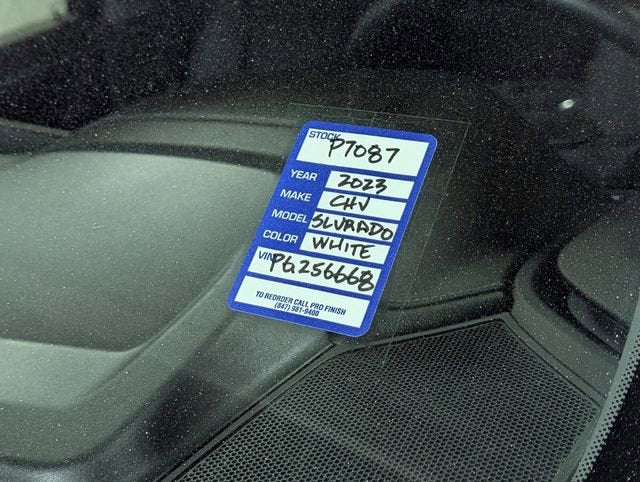 STOCK P7087
YEAR 2023
MAKE CHV
MODEL SLVRADO
COLOR WHITE
VIN PG256668
TO REORDER CALL PRO FINISH
(847) 981-9400